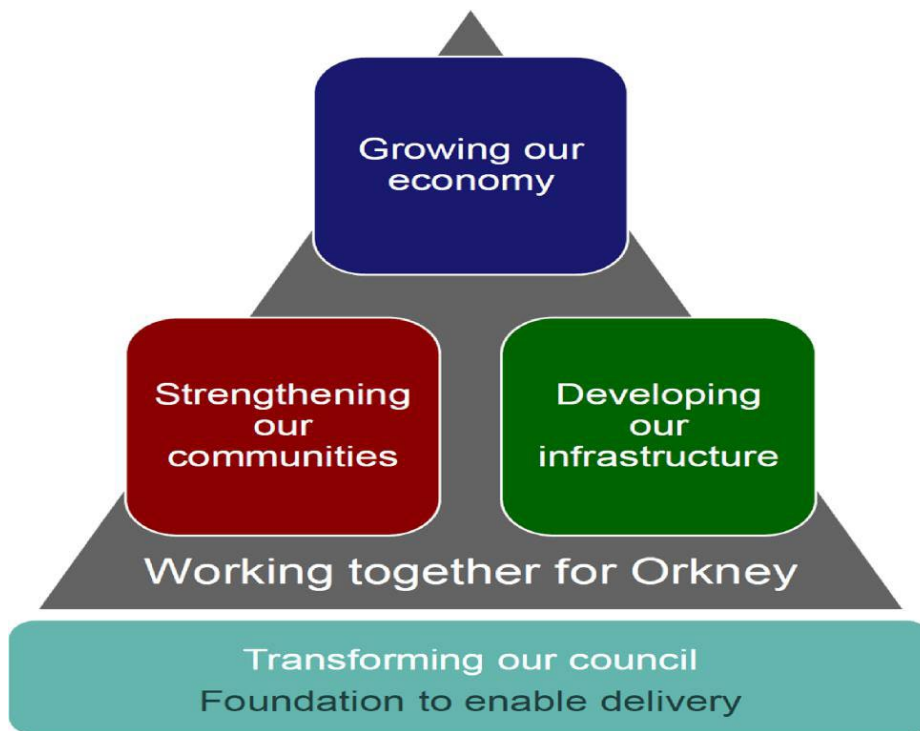 Growing our
economy
Strengthening
our
communities
Developing
our
infrastructure
Working together for Orkney
Transforming our council
Foundation to enable delivery